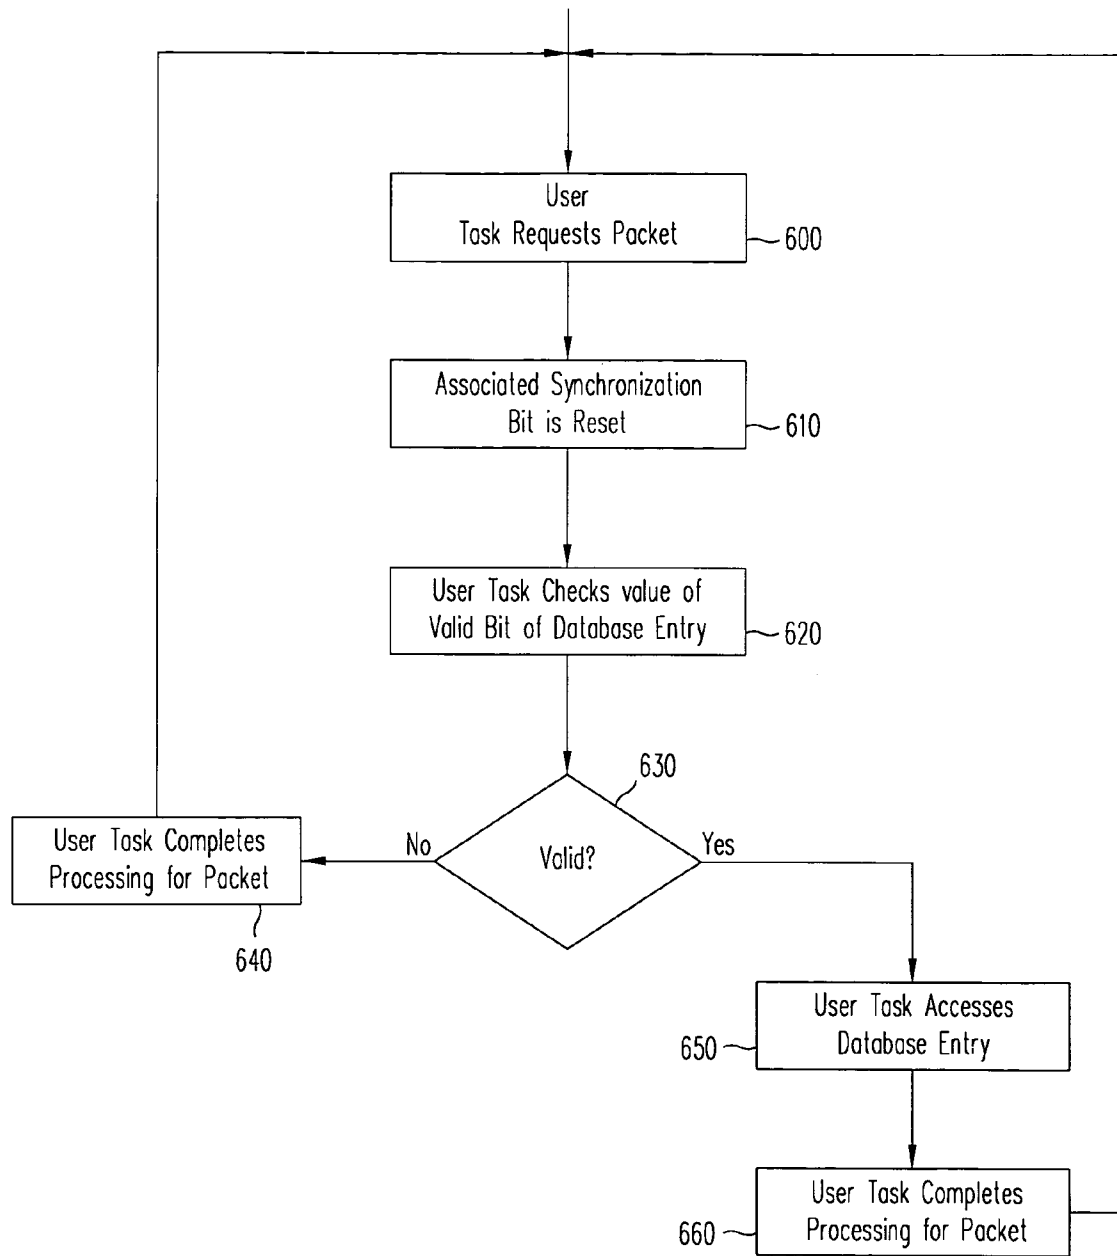 User
Task Requests Packet
600
Associated Synchronization
Bit is Reset
610
User Task Checks value of
Valid Bit of Database Entry
620
630
Valid?
No
Yes
User Task Completes
Processing for Packet
640
User Task Accesses
Database Entry
650
User Task Completes
Processing for Packet
660